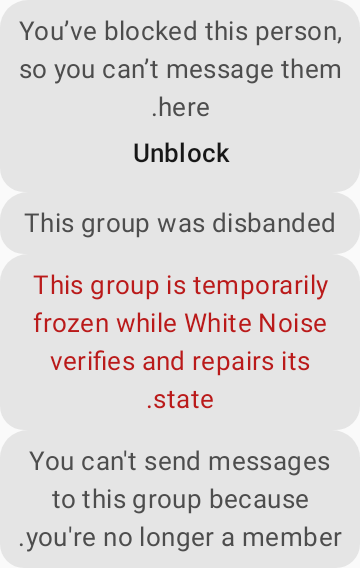 You’ve blocked this person,
so you can’t message them
.here
Unblock
This group was disbanded
This group is temporarily
frozen while White Noise
verifies and repairs its
.state
You can't send messages
to this group because
.you're no longer a member